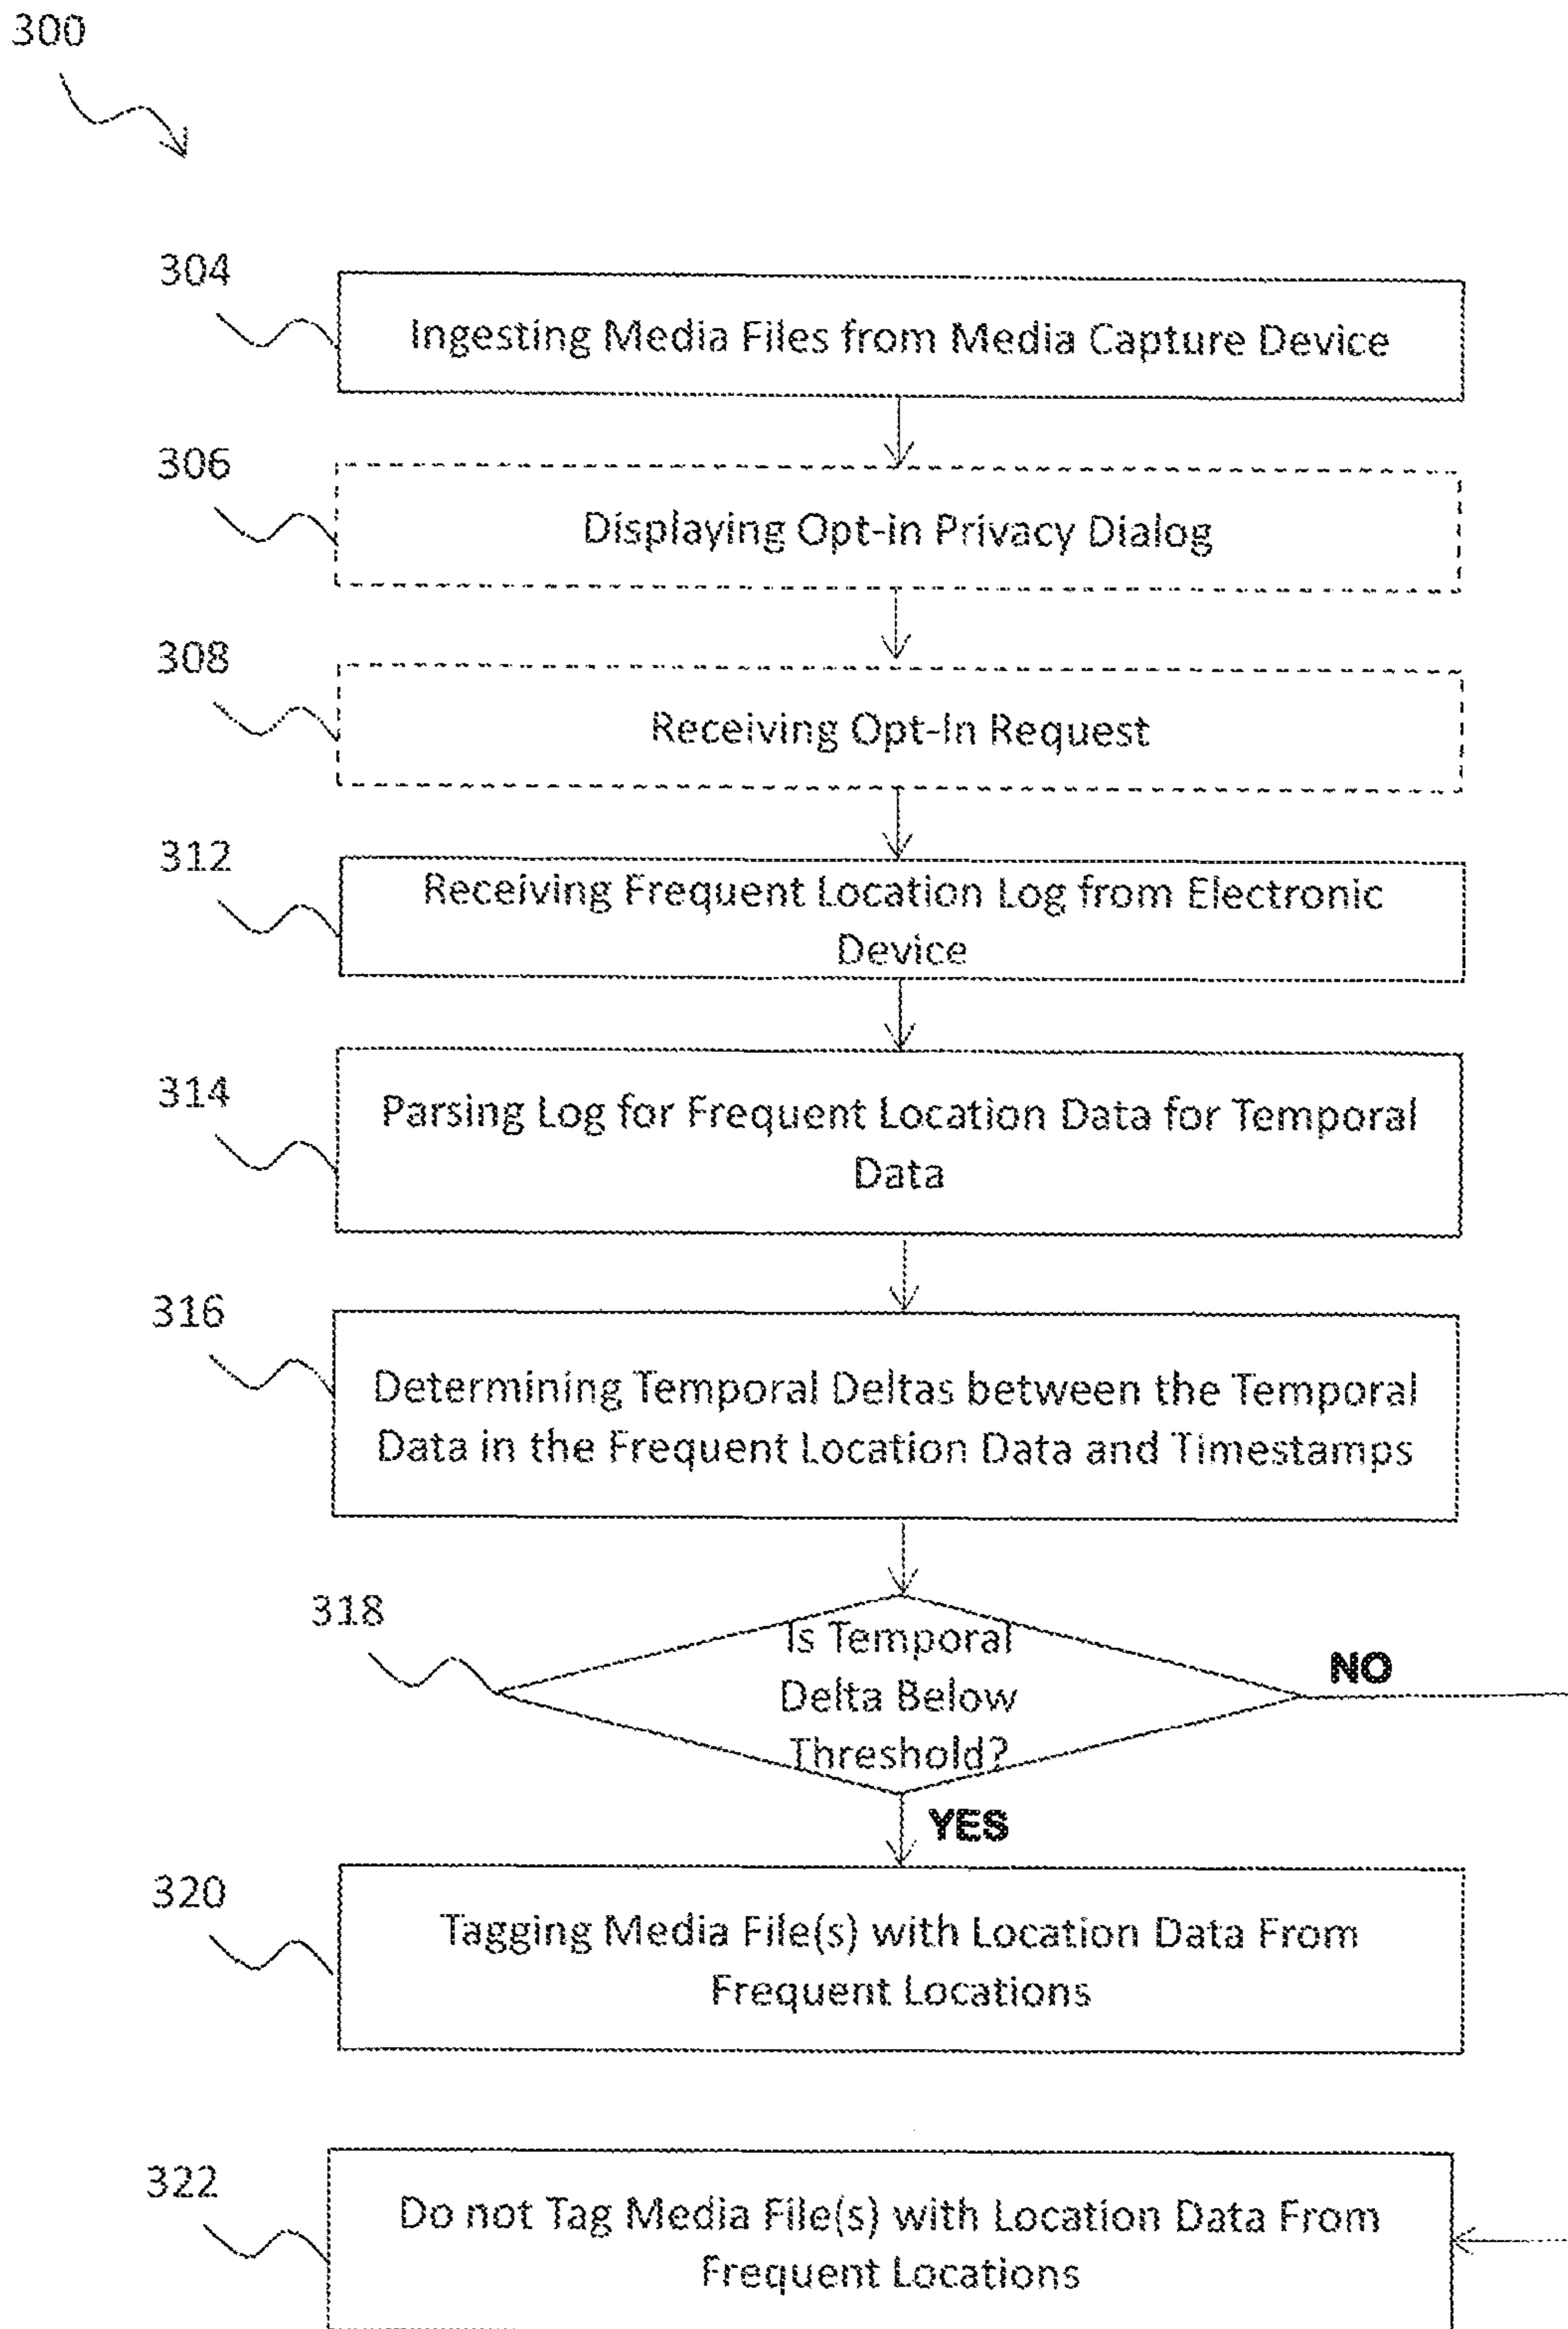 300
304
Ingesting Media Files from Media Capture Device
306
Displaying Opt-in Privacy Dialog
308
Receiving Opt-In Request
312
Receiving Frequent Location Log from Electronic
Device
314
Parsing Log for Frequent Location Data for Temporal
Data
316
Determining Temporal Deltas between the Temporal
Data in the Frequent Location Data and Timestamps
318
Is Temporal
Delta Below
Threshold?
NO
YES
320
Tagging Media File(s) with Location Data From
Frequent Locations
322
Do not Tag Media File(s) with Location Data From
Frequent Locations